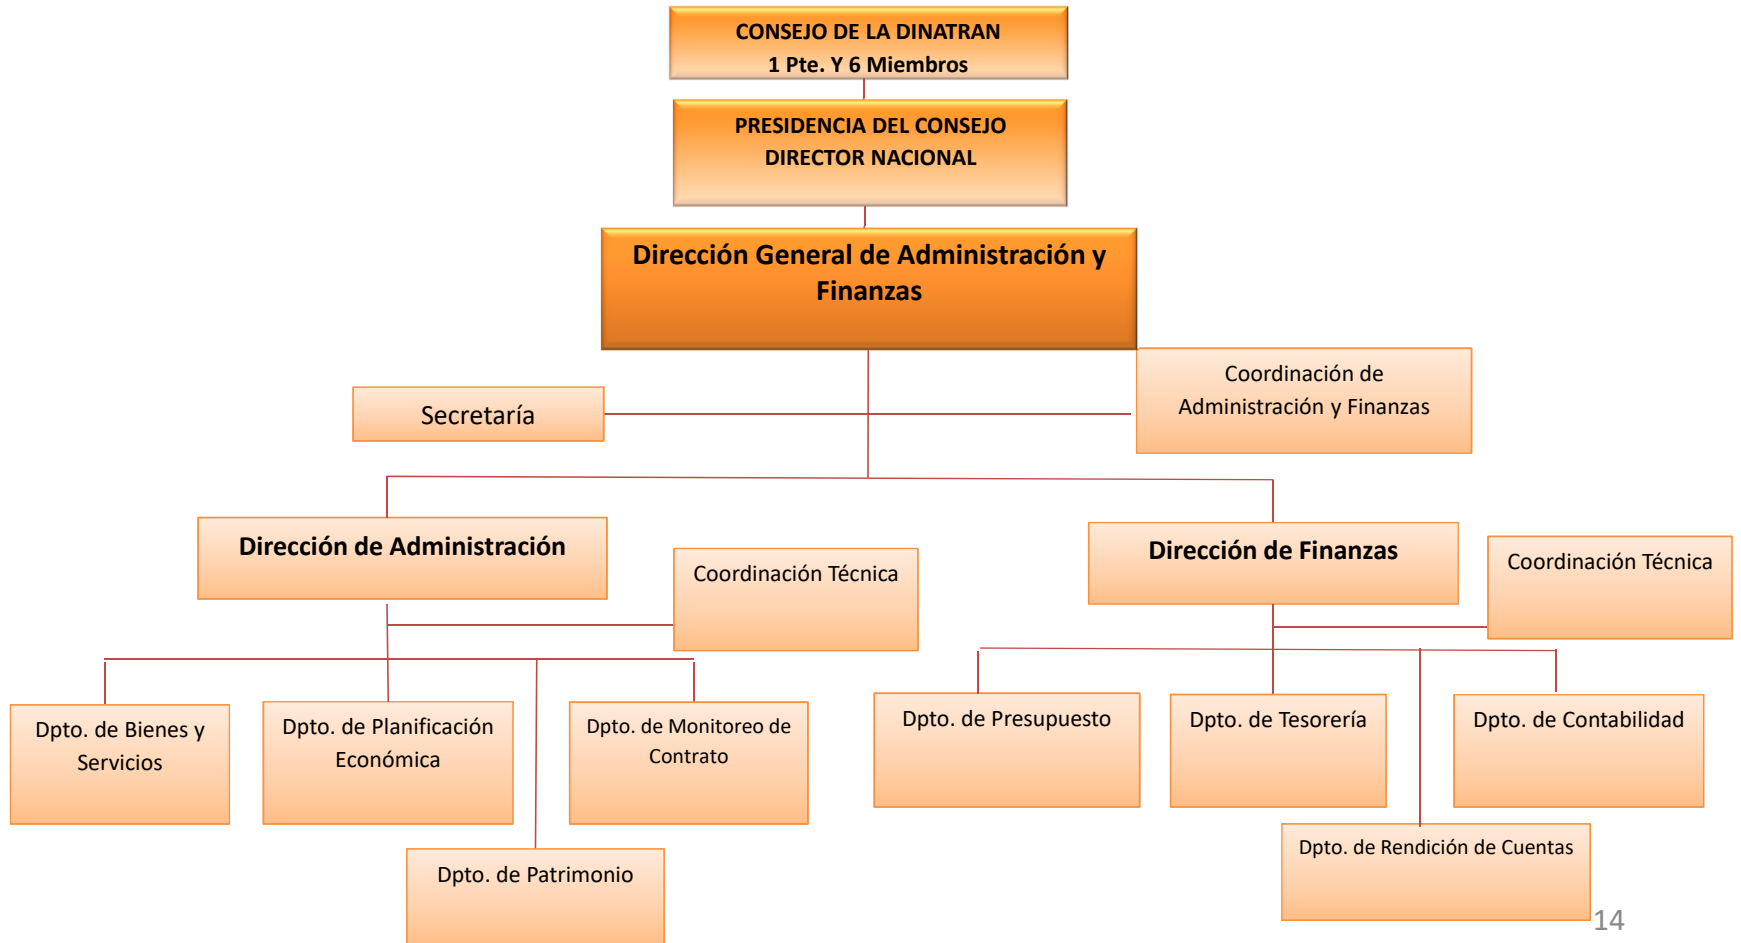 CONSEJO DE LA DINATRAN
1 Pte. Y 6 Miembros
PRESIDENCIA DEL CONSEJO
DIRECTOR NACIONAL
Dirección General de Administración y
Finanzas
Secretaría
Coordinación de
Administración y Finanzas
Dirección de Administración
Coordinación Técnica
Dirección de Finanzas
Coordinación Técnica
Dpto. de Bienes y
Servicios
Dpto. de Planificación
Económica
Dpto. de Monitoreo de
Contrato
Dpto. de Patrimonio
Dpto. de Presupuesto
Dpto. de Tesorería
Dpto. de Contabilidad
Dpto. de Rendición de Cuentas
14